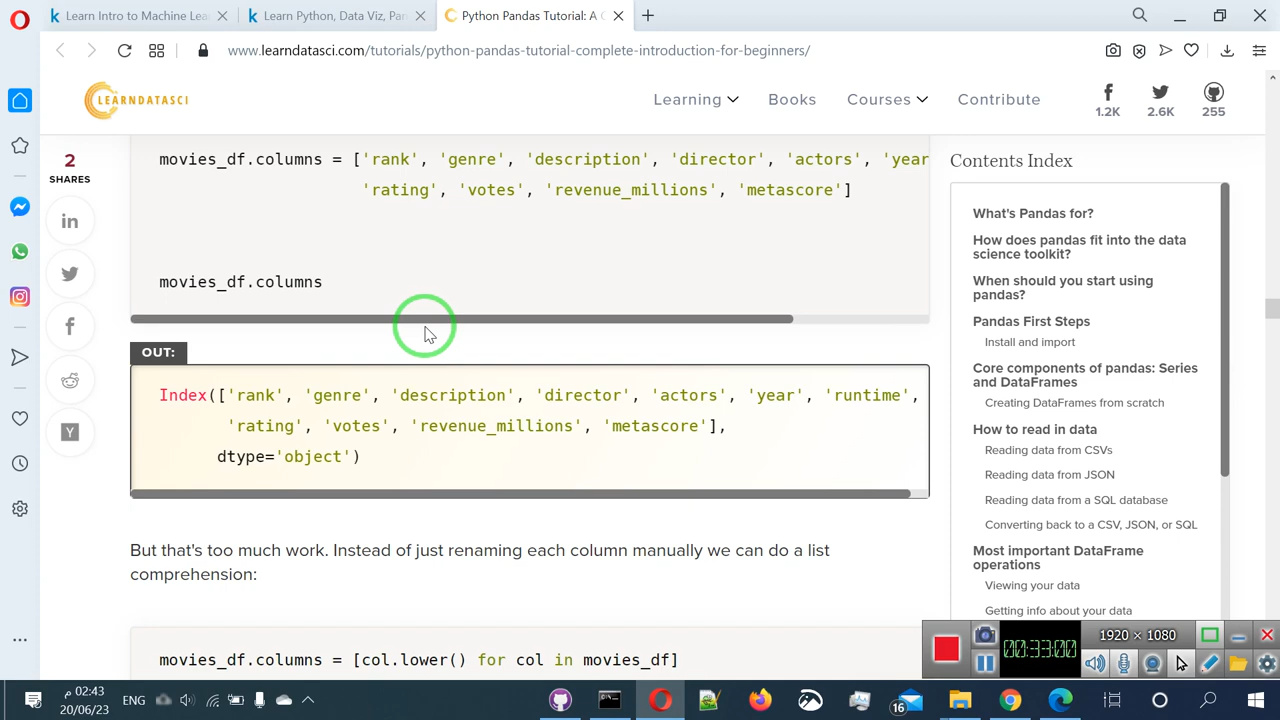 Learn Intro to Machine Lea
Learn Python, Data Viz, Pan
Python Pandas Tutorial: A C
www.learndatasci.com/tutorials/python-pandas-tutorial-complete-introduction-for-beginners/
LEARNDATASCI
Learning
Books
Courses
Contribute
1.2K
2.6K
255
2
SHARES
movies_df.columns = ['rank', 'genre', 'description', 'director', 'actors', 'year
'rating', 'votes', 'revenue_millions', 'metascore']
movies_df.columns
OUT:
Index(['rank', 'genre', 'description', 'director', 'actors', 'year', 'runtime',
'rating', 'votes', 'revenue_millions', 'metascore'],
dtype='object')
But that's too much work. Instead of just renaming each column manually we can do a list
comprehension:
movies_df.columns = [col.lower() for col in movies_df]
Contents Index
What's Pandas for?
How does pandas fit into the data
science toolkit?
When should you start using
pandas?
Pandas First Steps
Install and import
Core components of pandas: Series
and DataFrames
Creating DataFrames from scratch
How to read in data
Reading data from CSVs
Reading data from JSON
Reading data from a SQL database
Converting back to a CSV, JSON, or SQL
Most important DataFrame
operations
Viewing your data
Getting info about your data
1920 × 1080
00:33:00
02:43 م
20/06/23
ENG
16